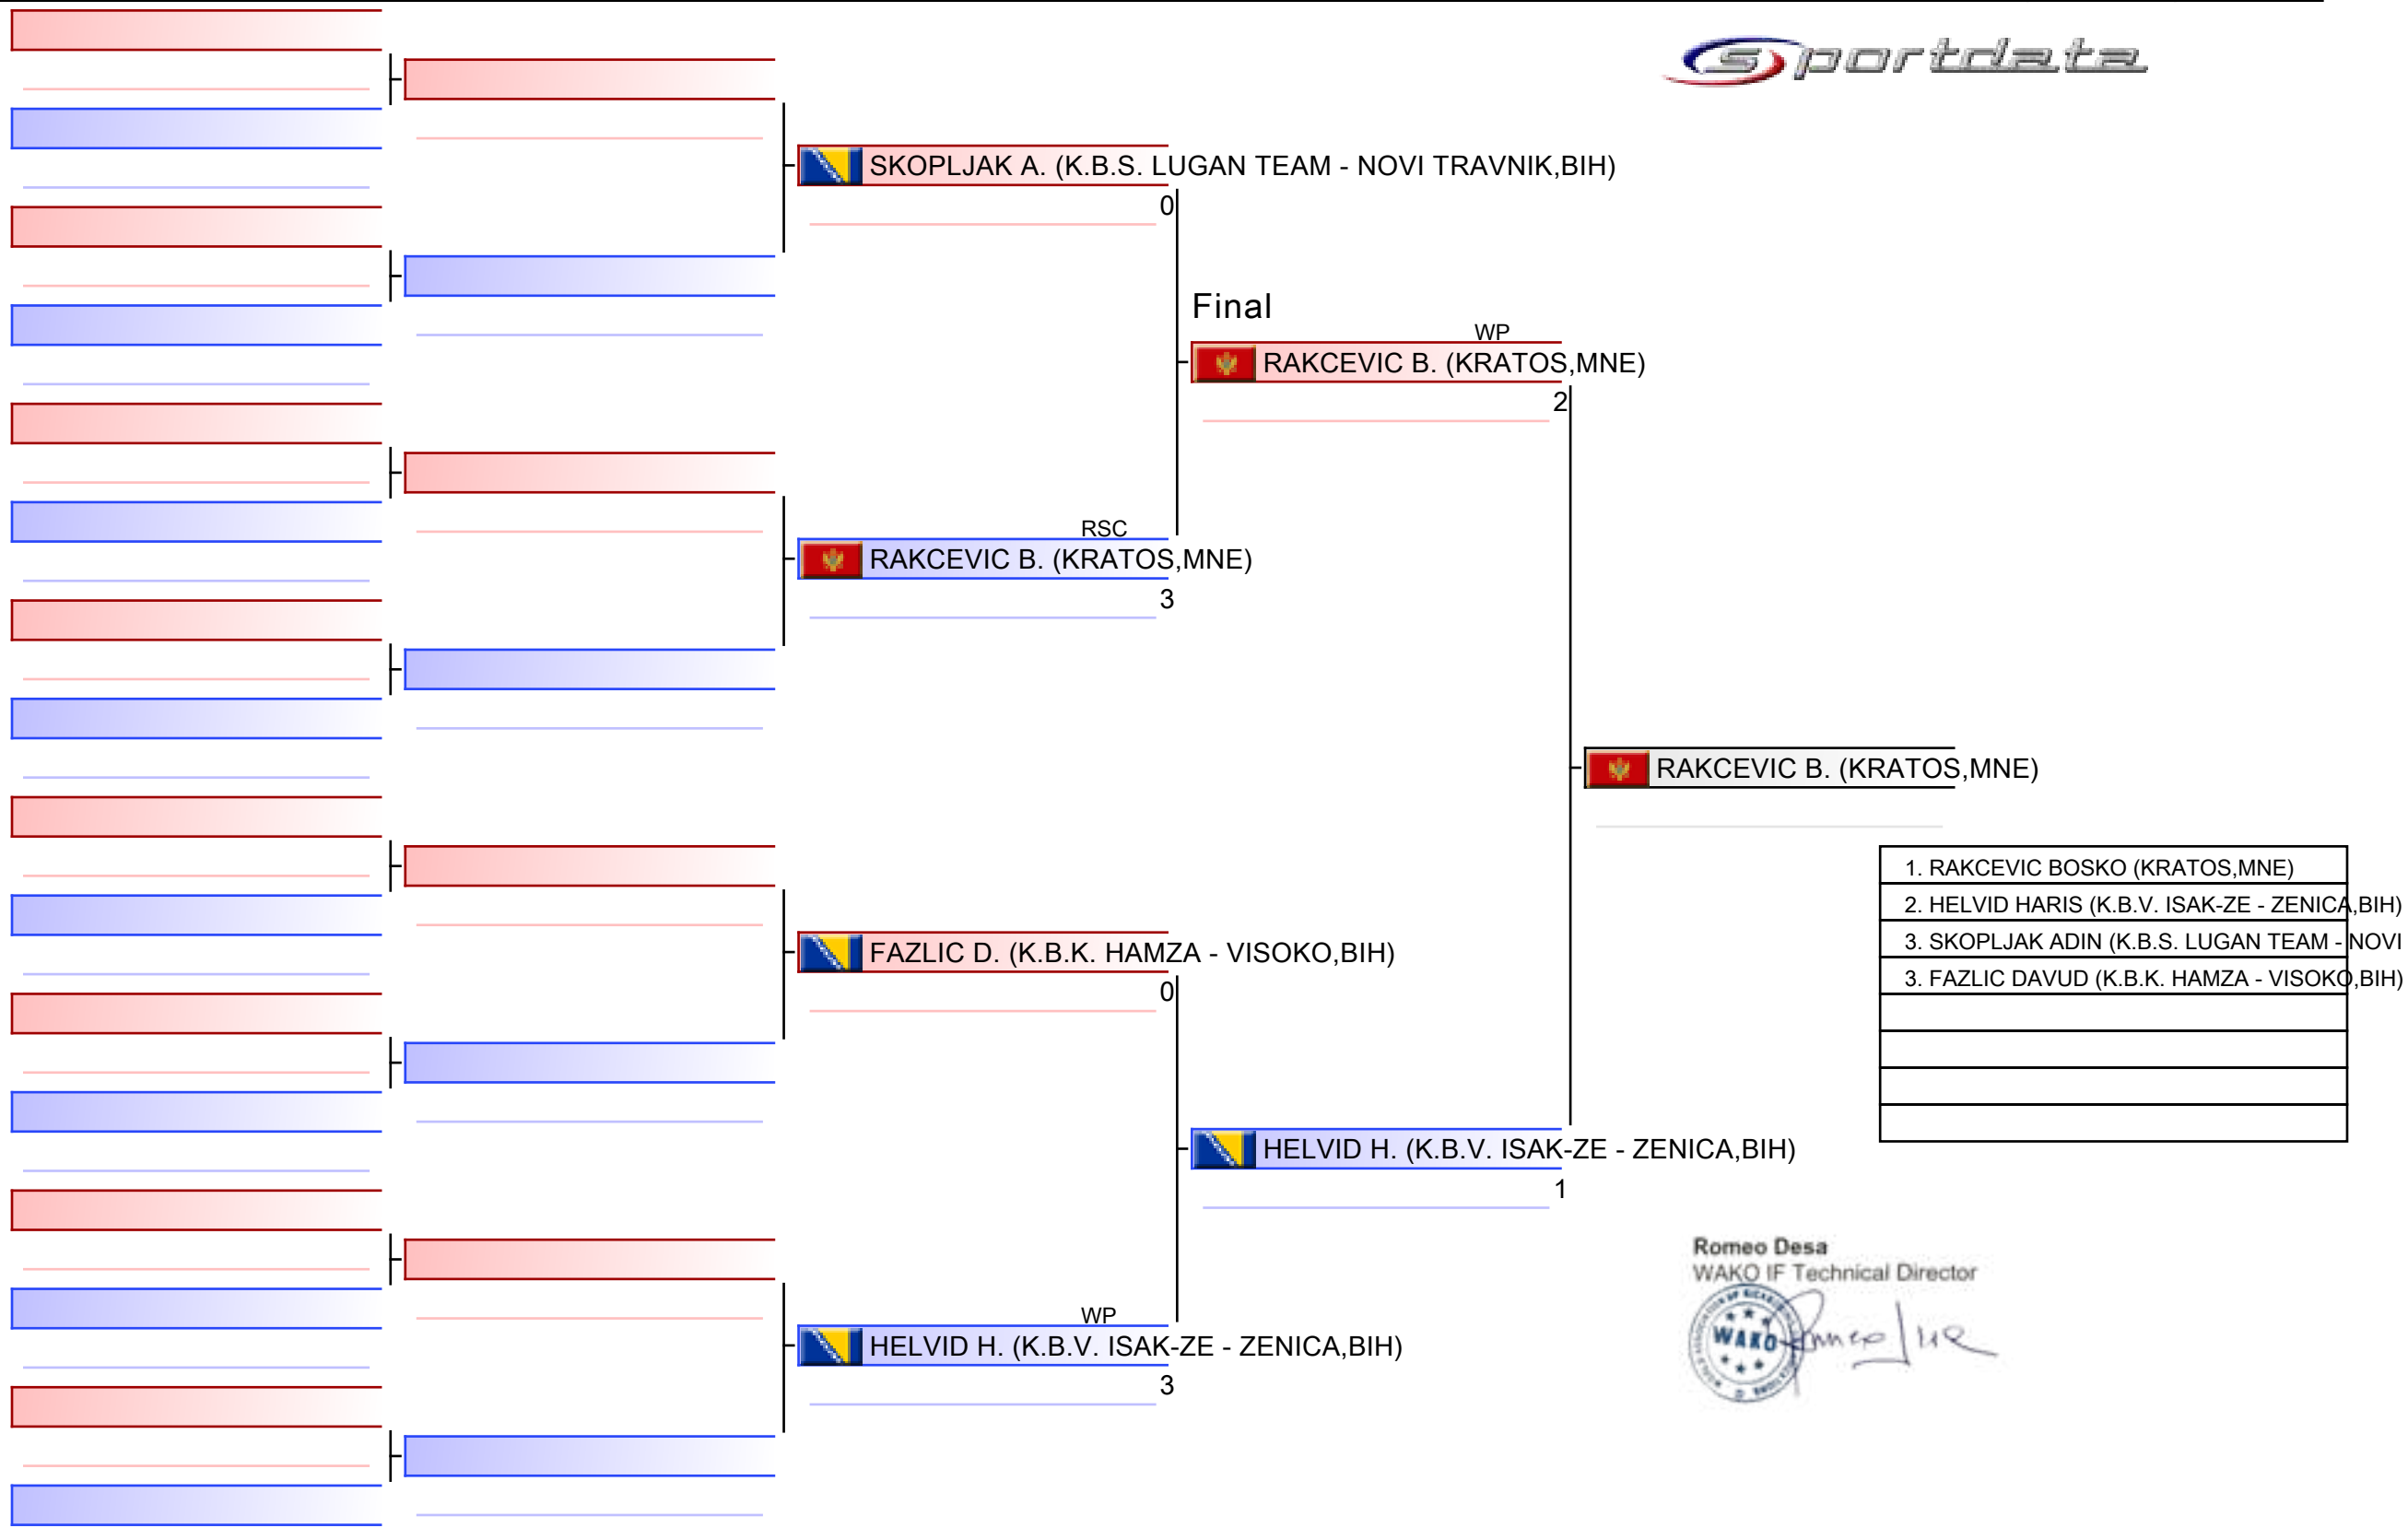 sportdata
SKOPLJAK A. (K.B.S. LUGAN TEAM - NOVI TRAVNIK,BIH)
0
Final
WP
RAKCEVIC B. (KRATOS,MNE)
2
RSC
RAKCEVIC B. (KRATOS,MNE)
3
RAKCEVIC B. (KRATOS,MNE)
1. RAKCEVIC BOSKO (KRATOS,MNE)
2. HELVID HARIS (K.B.V. ISAK-ZE - ZENICA,BIH)
3. SKOPLJAK ADIN (K.B.S. LUGAN TEAM - NOVI
3. FAZLIC DAVUD (K.B.K. HAMZA - VISOKO,BIH)
FAZLIC D. (K.B.K. HAMZA - VISOKO,BIH)
0
HELVID H. (K.B.V. ISAK-ZE - ZENICA,BIH)
1
WP
HELVID H. (K.B.V. ISAK-ZE - ZENICA,BIH)
3
Romeo Desa
WAKO IF Technical Director
WAKO